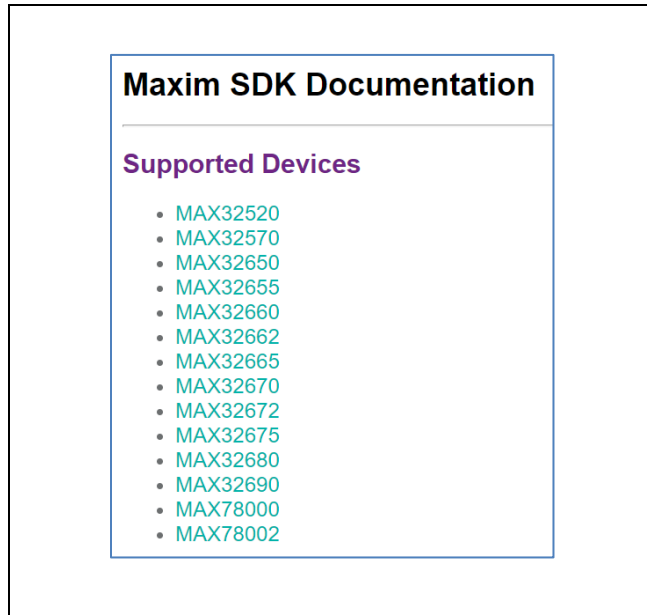 Maxim SDK Documentation
Supported Devices
MAX32520
MAX32570
MAX32650
MAX32655
MAX32660
MAX32662
MAX32665
MAX32670
MAX32672
MAX32675
MAX32680
MAX32690
MAX78000
MAX78002